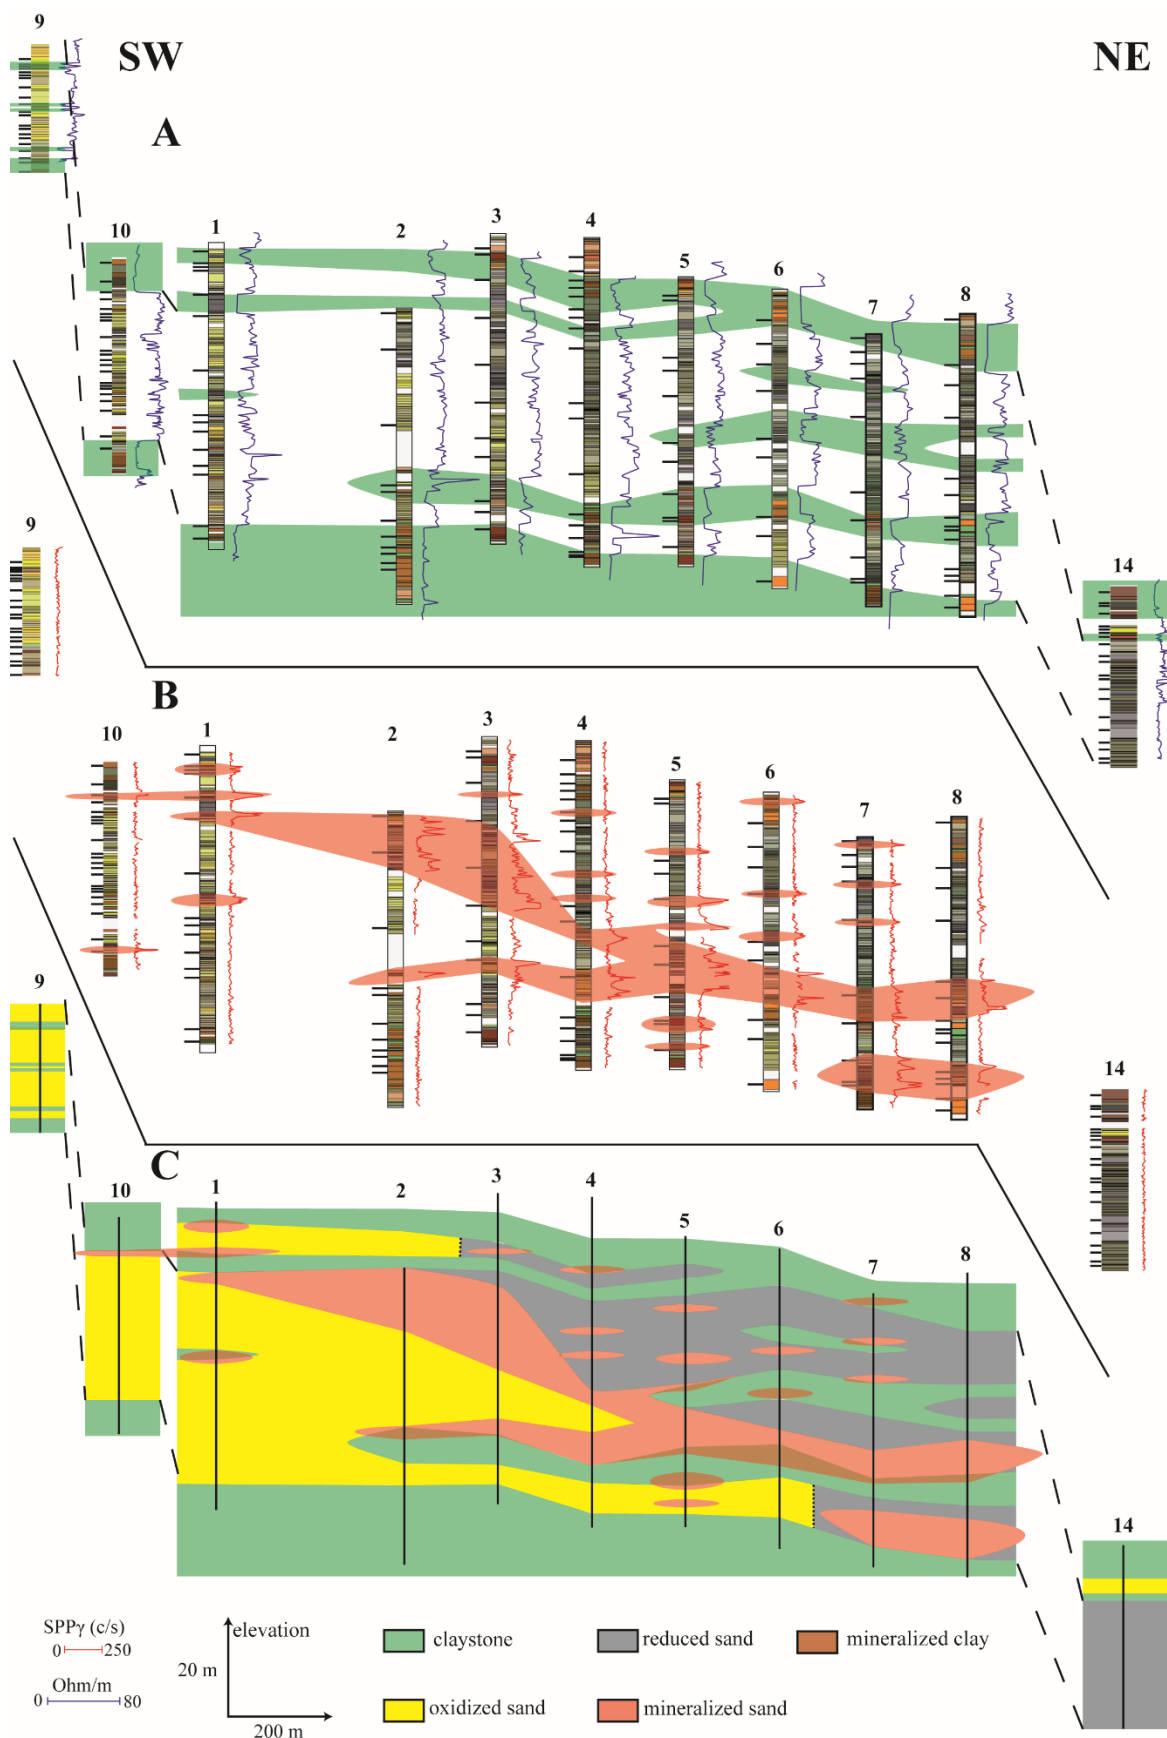 9
SW
NE
A
10
1
2
3
4
5
6
7
8
9
14
B
10
1
2
3
4
5
6
7
8
9
14
C
10
1
2
3
4
5
6
7
8
14
SPPγ (c/s)
0 250
Ohm/m
0 80
elevation
20 m
200 m
claystone
reduced sand
mineralized clay
oxidized sand
mineralized sand